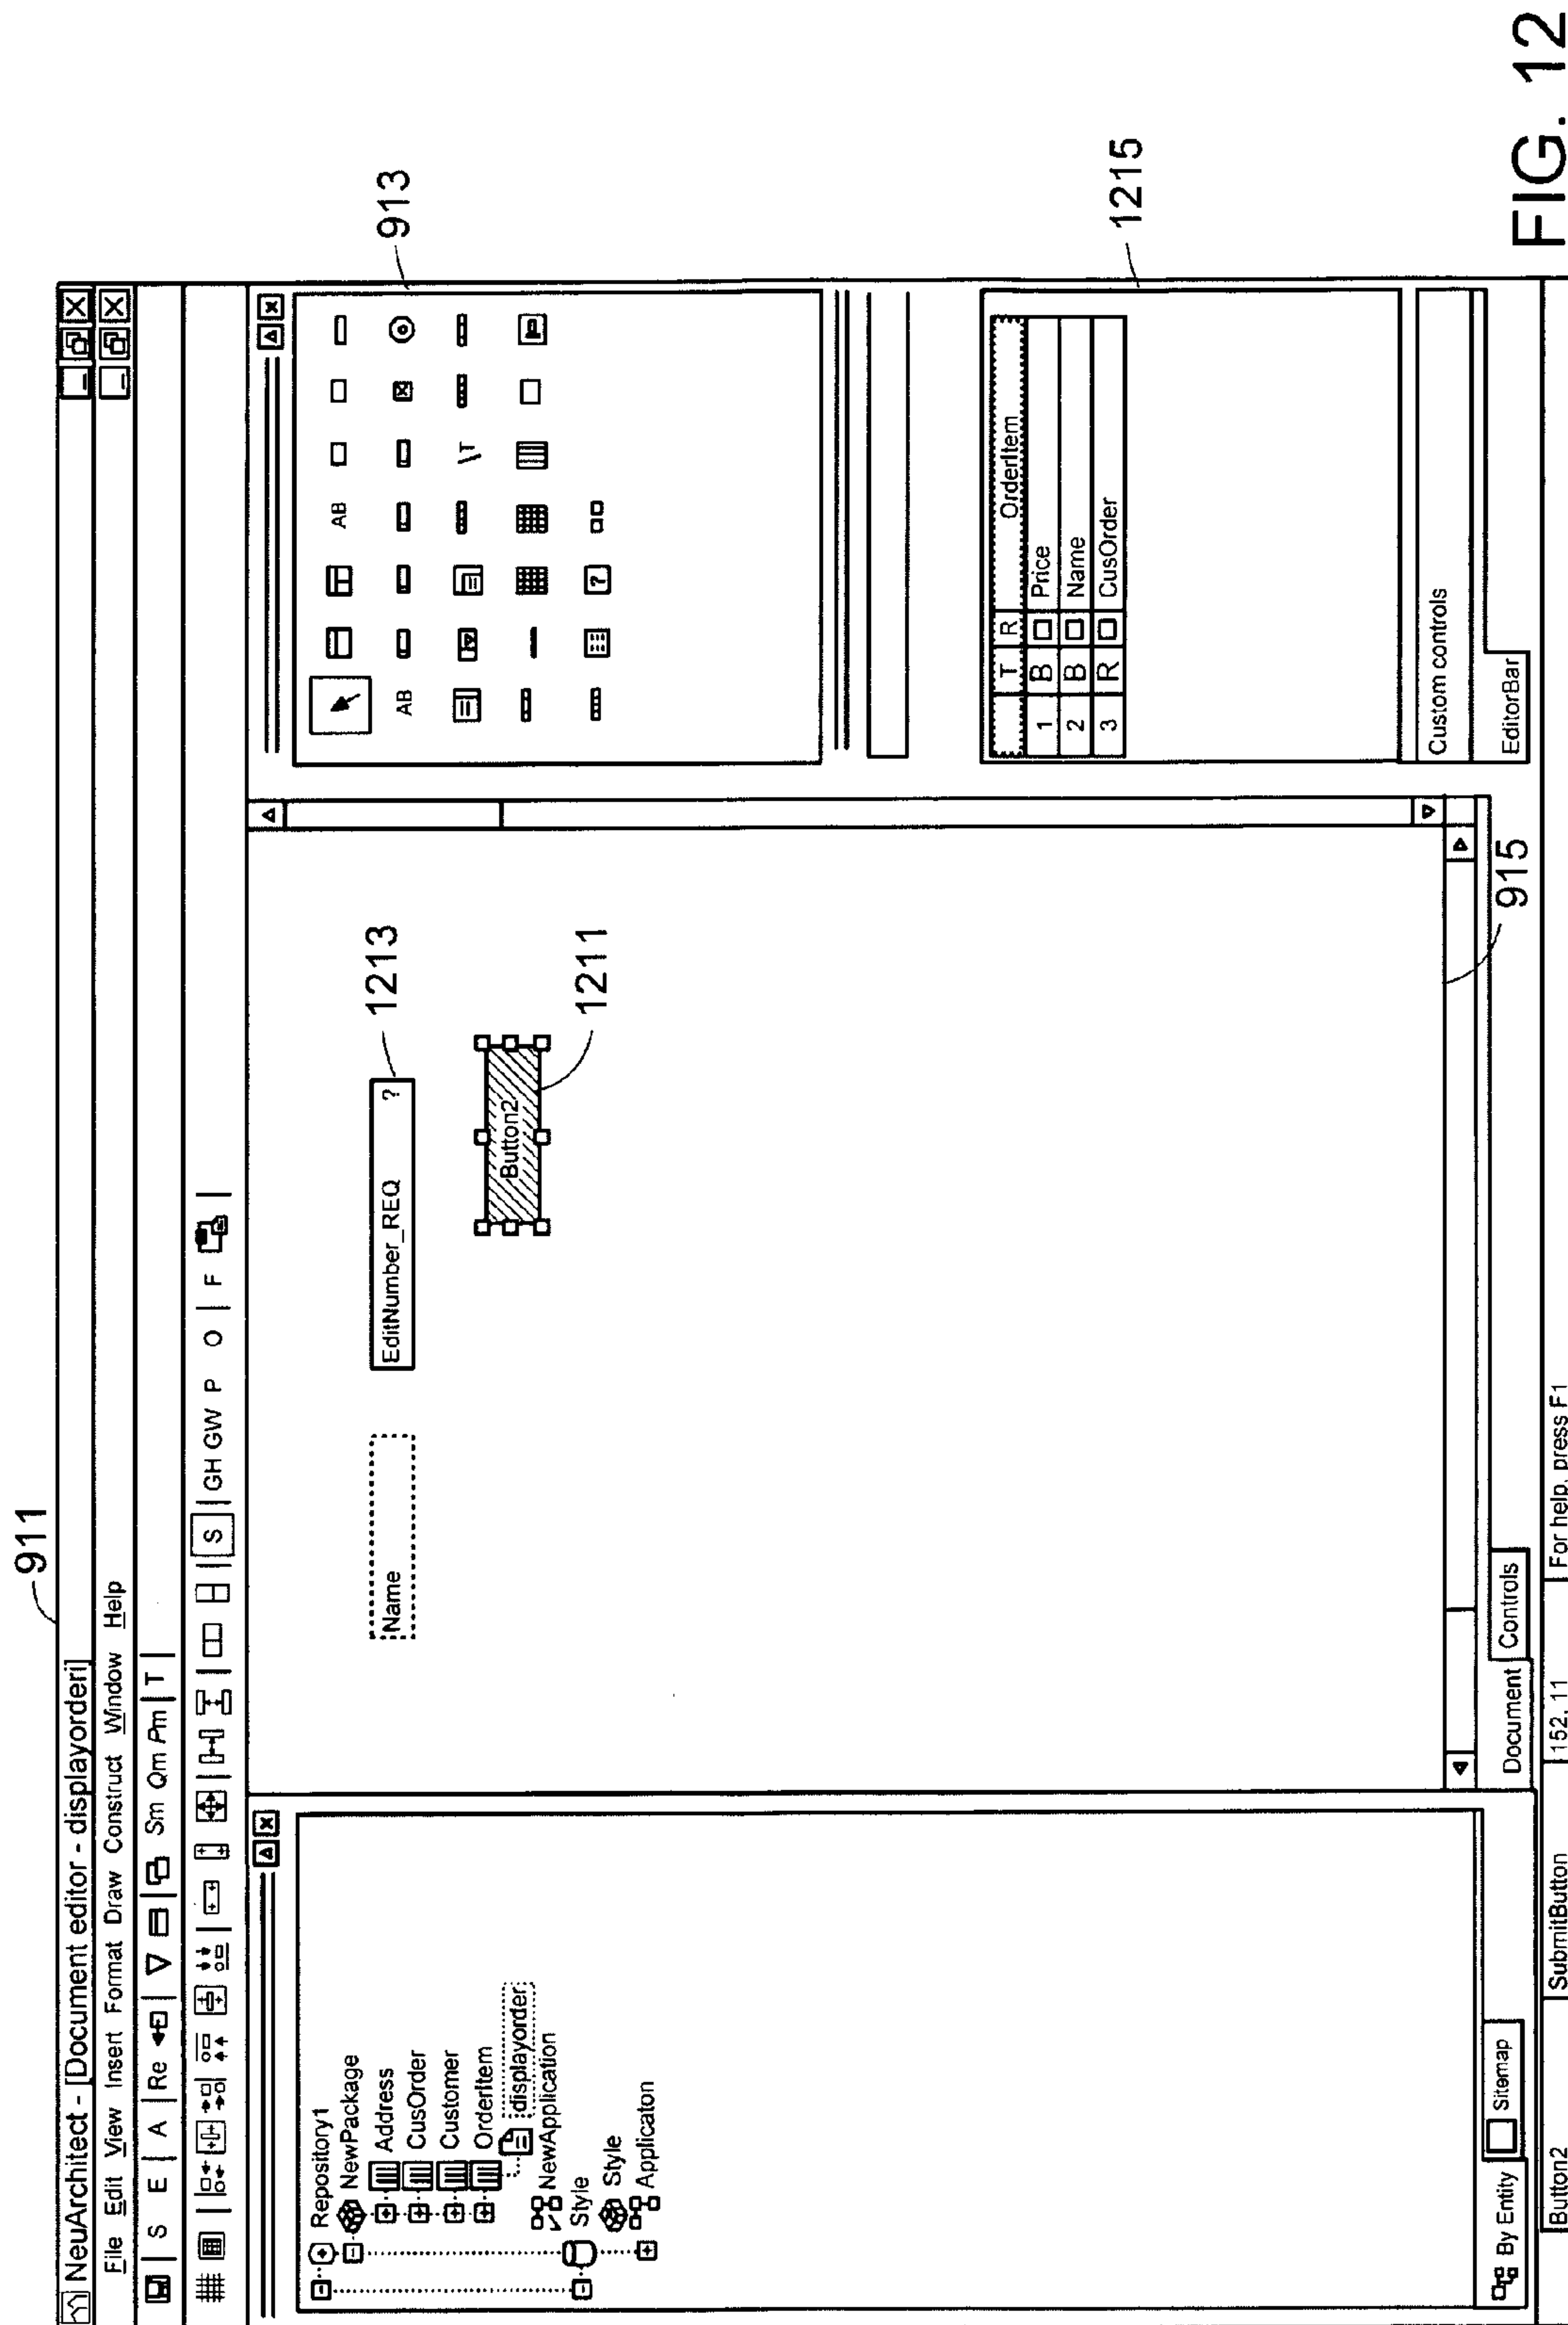 911
NeuArchitect - [Document editor - displayorderi]
File Edit View Insert Format Draw Construct Window Help
S E A Re Sm Qm Pm T
S GH GW P O F
Repository1
NewPackage
Address
CusOrder
Customer
OrderItem
displayorder
NewApplication
Style
Style
Applicaton
By Entity Sitemap
Name
EditNumber_REQ ?
1213
Button2
1211
Document Controls
915
AB
AB
913
T R OrderItem
1 B Price
2 B Name
3 R CusOrder
1215
Custom controls
EditorBar
Button2 SubmitButton 152, 11 For help, press F1
FIG. 12